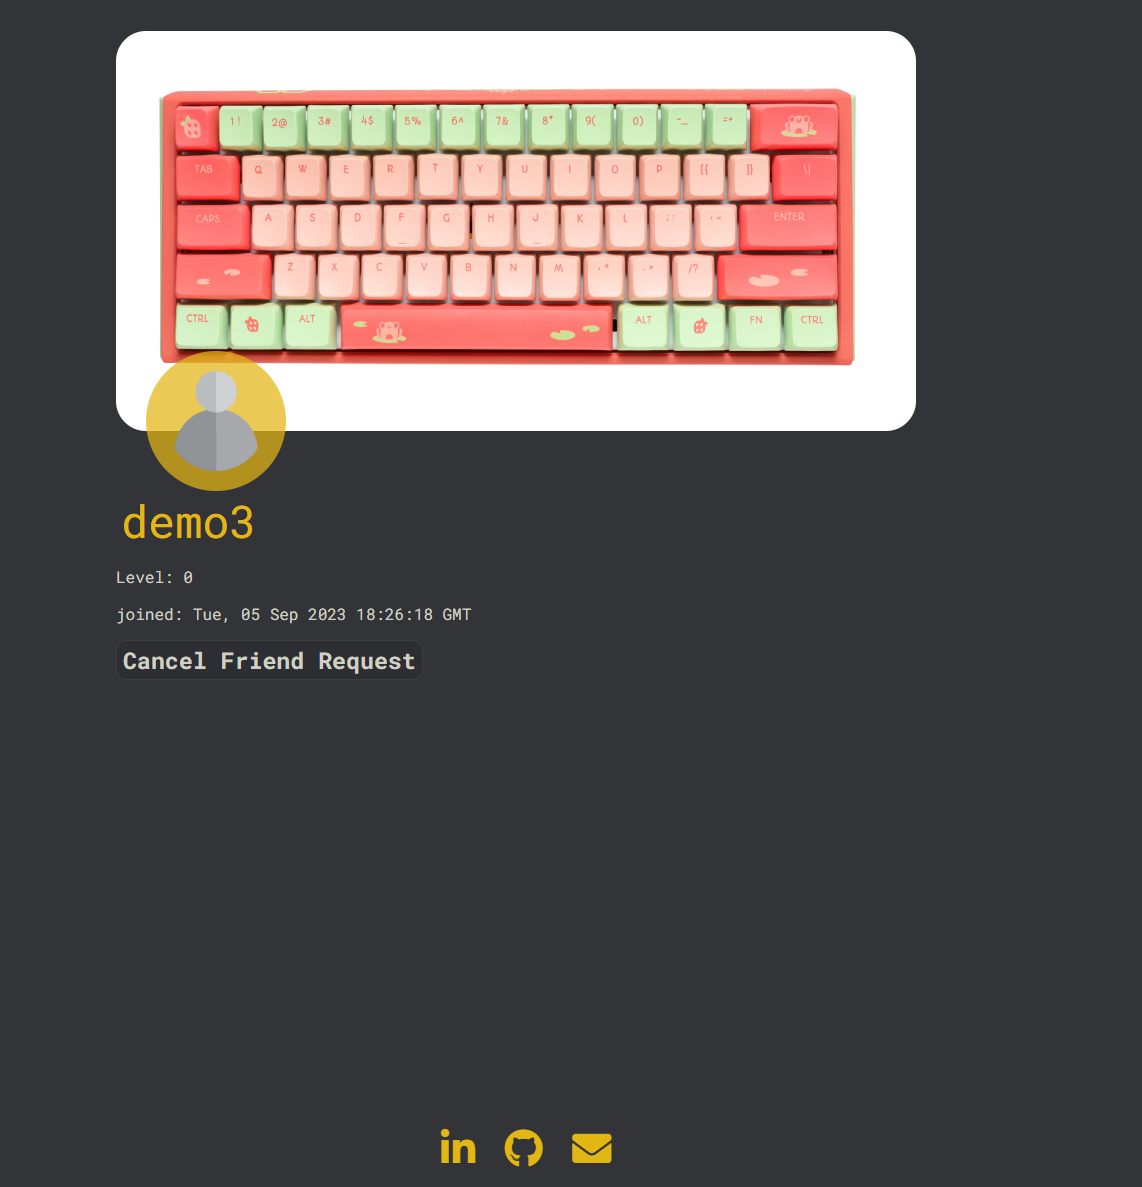 1! 2@ 3# 4$ 5% 6^ 7& 8* 9( 0) -_ =+
TAB Q W E R T Y U I O P [{ ]} \|
CAPS A S D F G H J K L ;: ENTER
Z X C V B N M ,< .> /?
CTRL ALT ALT FN CTRL
demo3
Level: 0
joined: Tue, 05 Sep 2023 18:26:18 GMT
Cancel Friend Request
in